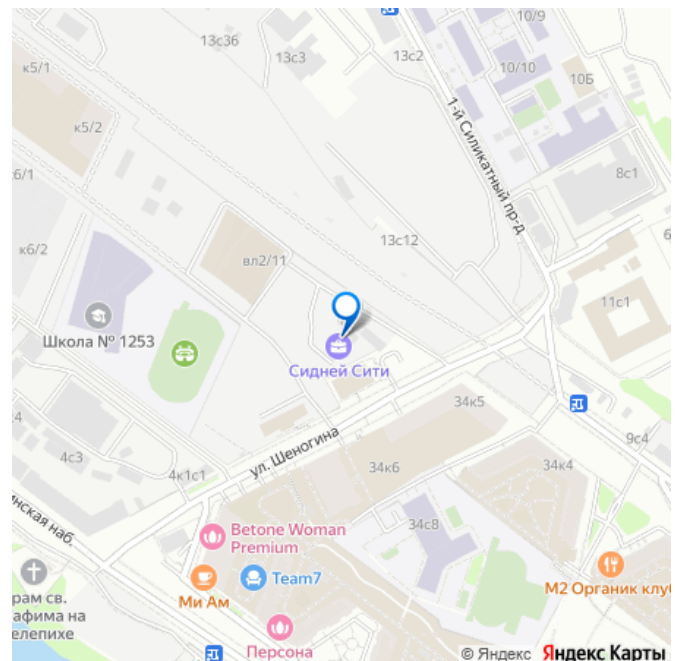 10/9
13с36
13с3
13с2
к5/1
10/10
10Б
1-й Силикатный пр-д
к5/2
8с1
6/1
13с12
к6/2
вл2/11
11с1
Школа № 1253
Сидней Сити
34к5
ул. Шеногина
9с4
4с3
4к1с1
34к6
34к4
нская наб.
34с8
Betone Woman
Premium
Team7
М2 Органик клу
Ми Ам
рам св.
афима на
елепихе
Персона
© Яндекс Яндекс Карты